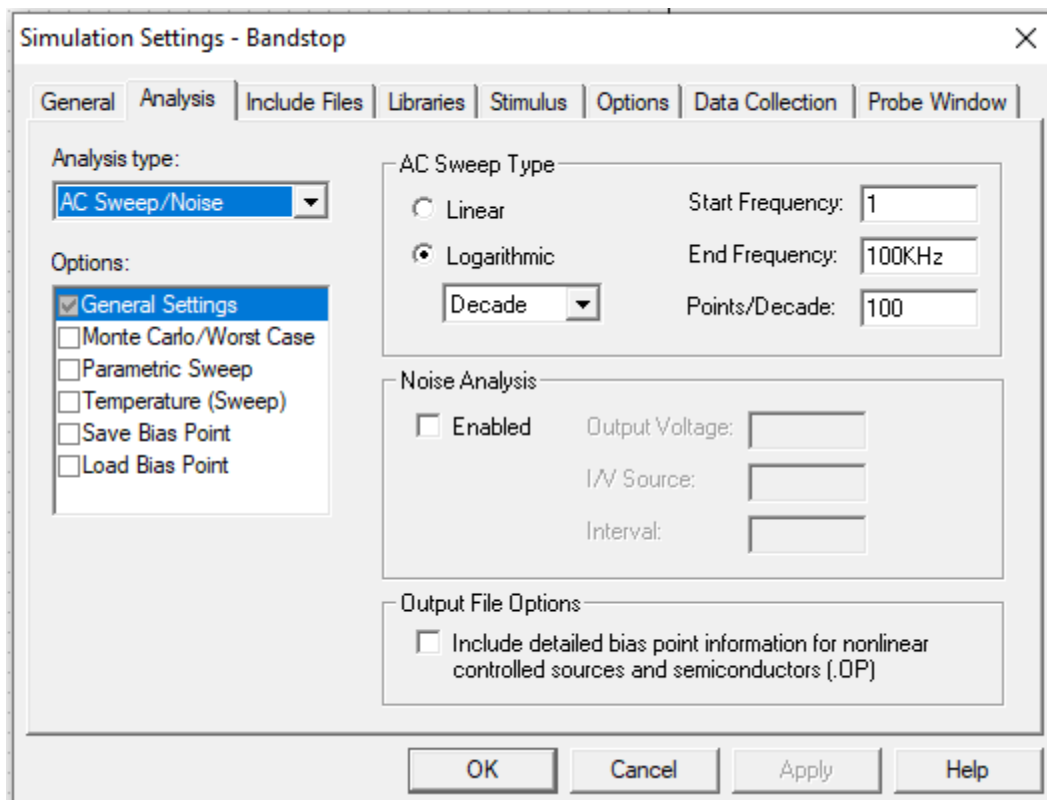 Simulation Settings - Bandstop
General Analysis Include Files Libraries Stimulus Options Data Collection Probe Window
Analysis type:
AC Sweep/Noise
Options:
General Settings
Monte Carlo/Worst Case
Parametric Sweep
Temperature (Sweep)
Save Bias Point
Load Bias Point
AC Sweep Type
Linear
Logarithmic
Decade
Start Frequency: 1
End Frequency: 100KHz
Points/Decade: 100
Noise Analysis
Enabled
Output Voltage:
I/V Source:
Interval:
Output File Options
Include detailed bias point information for nonlinear
controlled sources and semiconductors (.OP)
OK Cancel Apply Help